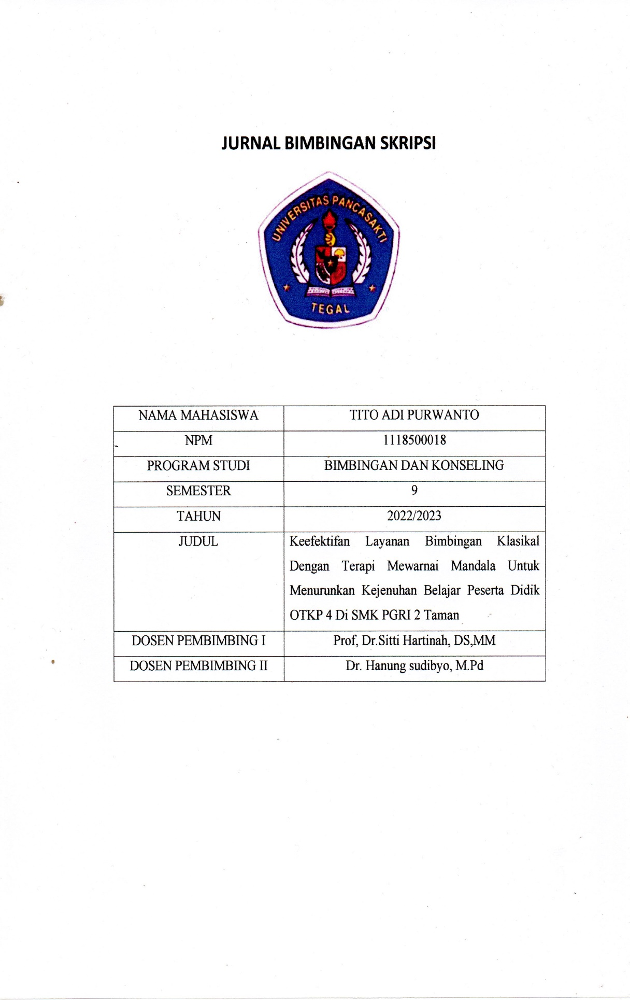 JURNAL BIMBINGAN SKRIPSI
UNIVERSITAS PANCASAKTI
TEGAL
NAMA MAHASISWA TITO ADI PURWANTO
NPM 1118500018
PROGRAM STUDI BIMBINGAN DAN KONSELING
SEMESTER 9
TAHUN 2022/2023
JUDUL Keefektifan Layanan Bimbingan Klasikal
Dengan Terapi Mewarnai Mandala Untuk
Menurunkan Kejenuhan Belajar Peserta Didik
OTKP 4 Di SMK PGRI 2 Taman
DOSEN PEMBIMBING I Prof, Dr.Sitti Hartinah, DS,MM
DOSEN PEMBIMBING II Dr. Hanung sudibyo, M.Pd